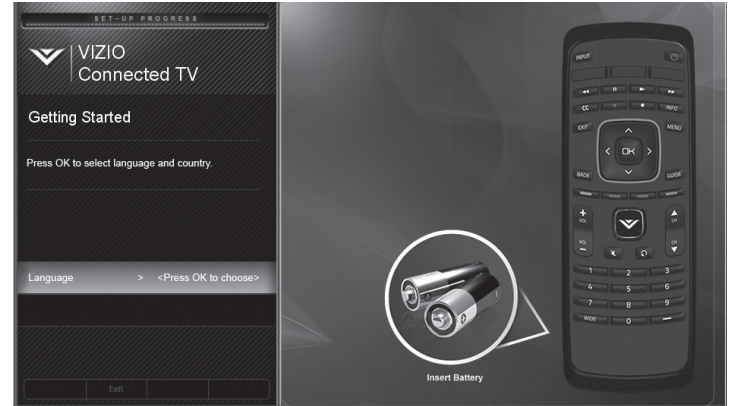 SET-UP PROGRESS
VIZIO
Connected TV
Getting Started
Press OK to select language and country.
Language > <Press OK to choose>
Exit
Insert Battery
INPUT
CC INFO
EXIT MENU
OK
BACK GUIDE
+
VOL CH
VOL CH
−
1 2 3
4 5 6
7 8 9
WIDE 0 —